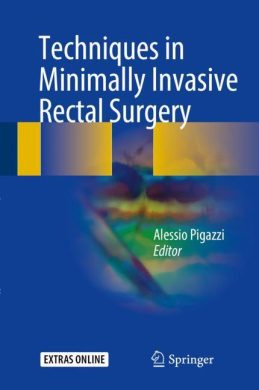 Techniques in
Minimally Invasive
Rectal Surgery
Alessio Pigazzi
Editor
EXTRAS ONLINE
Springer